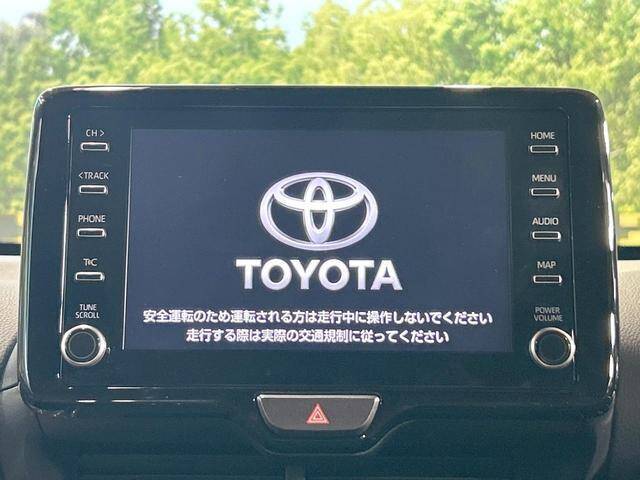 CH >
<TRACK
PHONE
T&C
TUNE
SCROLL
TOYOTA
安全運転のため運転される方は走行中に操作しないでください
走行する際は実際の交通規制に従ってください
HOME
MENU
AUDIO
MAP
POWER
VOLUME